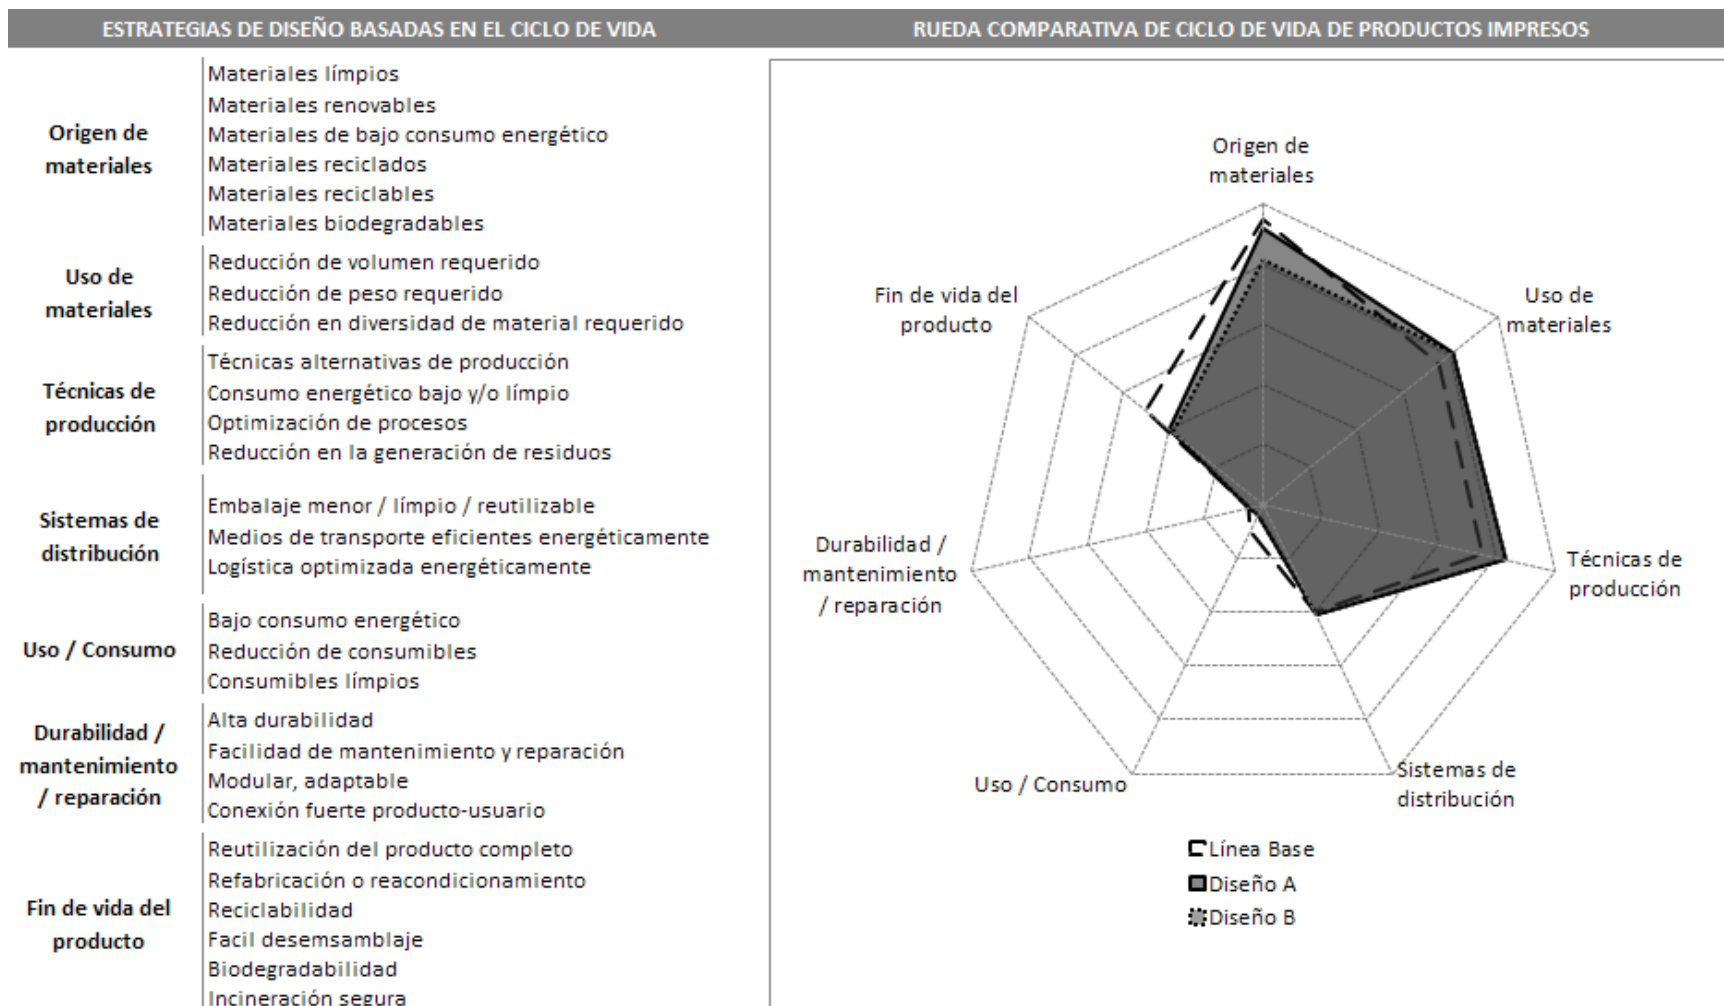 ESTRATEGIAS DE DISEÑO BASADAS EN EL CICLO DE VIDA
Origen de
materiales
Materiales límpios
Materiales renovables
Materiales de bajo consumo energético
Materiales reciclados
Materiales reciclables
Materiales biodegradables
Uso de
materiales
Reducción de volumen requerido
Reducción de peso requerido
Reducción en diversidad de material requerido
Técnicas de
producción
Técnicas alternativas de producción
Consumo energético bajo y/o límpio
Optimización de procesos
Reducción en la generación de residuos
Sistemas de
distribución
Embalaje menor / límpio / reutilizable
Medios de transporte eficientes energéticamente
Logística optimizada energéticamente
Uso / Consumo
Bajo consumo energético
Reducción de consumibles
Consumibles límpios
Durabilidad /
mantenimiento
/ reparación
Alta durabilidad
Facilidad de mantenimiento y reparación
Modular, adaptable
Conexión fuerte producto-usuario
Fin de vida del
producto
Reutilización del producto completo
Refabricación o reacondicionamiento
Reciclabilidad
Facil desemsamblaje
Biodegradabilidad
Incineración segura
RUEDA COMPARATIVA DE CICLO DE VIDA DE PRODUCTOS IMPRESOS
Origen de
materiales
Uso de
materiales
Técnicas de
producción
Sistemas de
distribución
Uso / Consumo
Durabilidad /
mantenimiento
/ reparación
Fin de vida del
producto
Línea Base
Diseño A
Diseño B